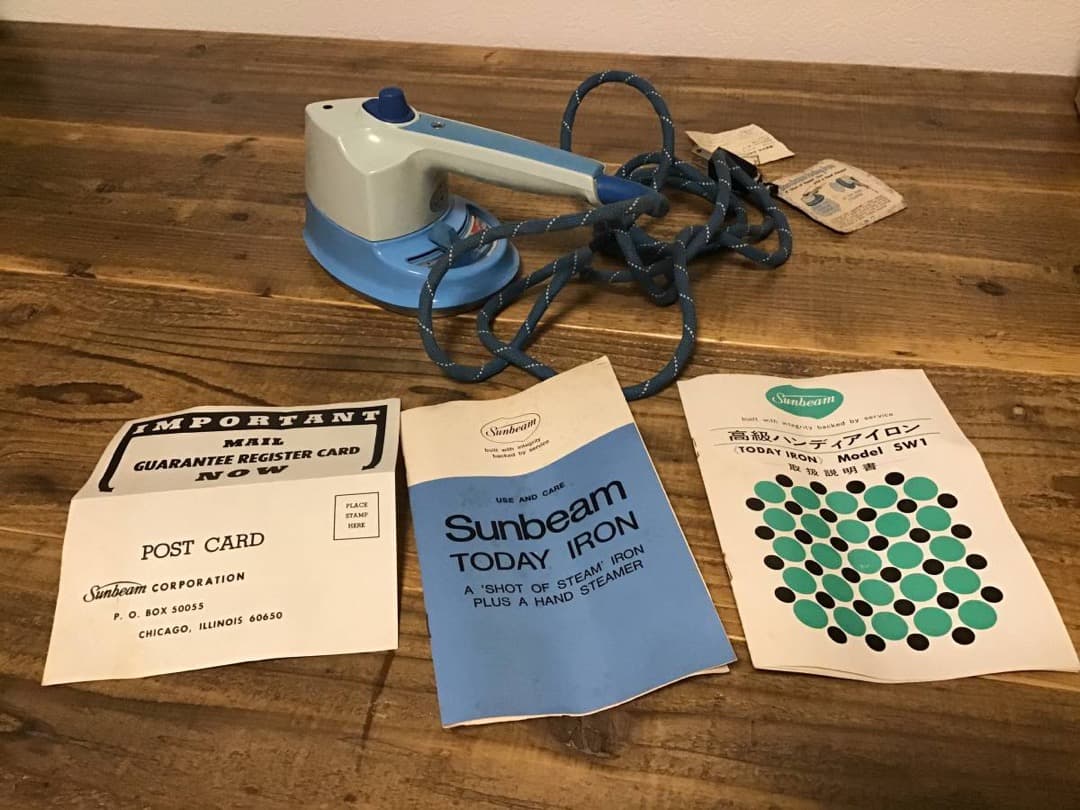 IMPORTANT
MAIL
GUARANTEE REGISTER CARD
NOW
PLACE
STAMP
HERE
POST CARD
Sunbeam CORPORATION
P. O. BOX 50055
CHICAGO, ILLINOIS 60650
Sunbeam
built with integrity
backed by service
USE AND CARE
Sunbeam
TODAY IRON
A 'SHOT OF STEAM' IRON
PLUS A HAND STEAMER
Sunbeam
built with integrity backed by service
高級ハンディアイロン
(TODAY IRON) Model SW1
取扱説明書